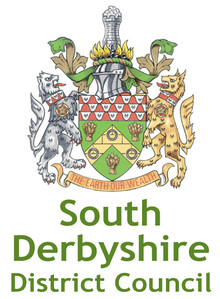 THE EARTH OUR WEALTH
South
Derbyshire
District Council